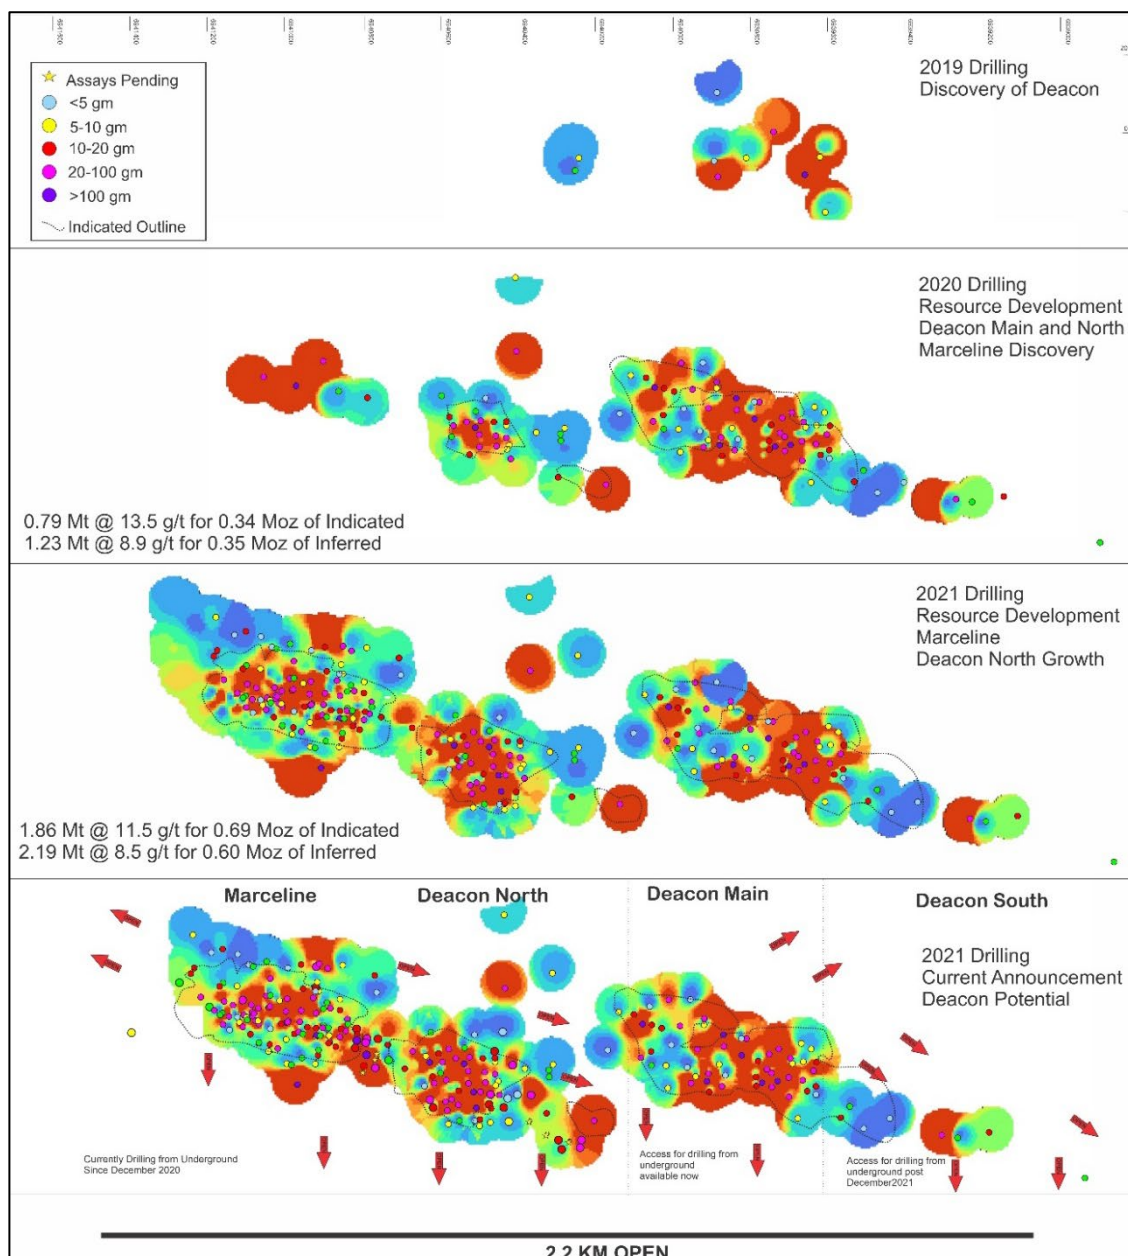 2019 Drilling
Discovery of Deacon
Assays Pending
<5 gm
5-10 gm
10-20 gm
20-100 gm
>100 gm
Indicated Outline
2020 Drilling
Resource Development
Deacon Main and North
Marceline Discovery
0.79 Mt @ 13.5 g/t for 0.34 Moz of Indicated
1.23 Mt @ 8.9 g/t for 0.35 Moz of Inferred
2021 Drilling
Resource Development
Marceline
Deacon North Growth
1.86 Mt @ 11.5 g/t for 0.69 Moz of Indicated
2.19 Mt @ 8.5 g/t for 0.60 Moz of Inferred
Marceline
Deacon North
Deacon Main
Deacon South
2021 Drilling
Current Announcement
Deacon Potential
Currently Drilling from Underground
Since December 2020
Access for drilling from
underground
available now
Access for drilling from
underground post
December2021
2.2 KM OPEN